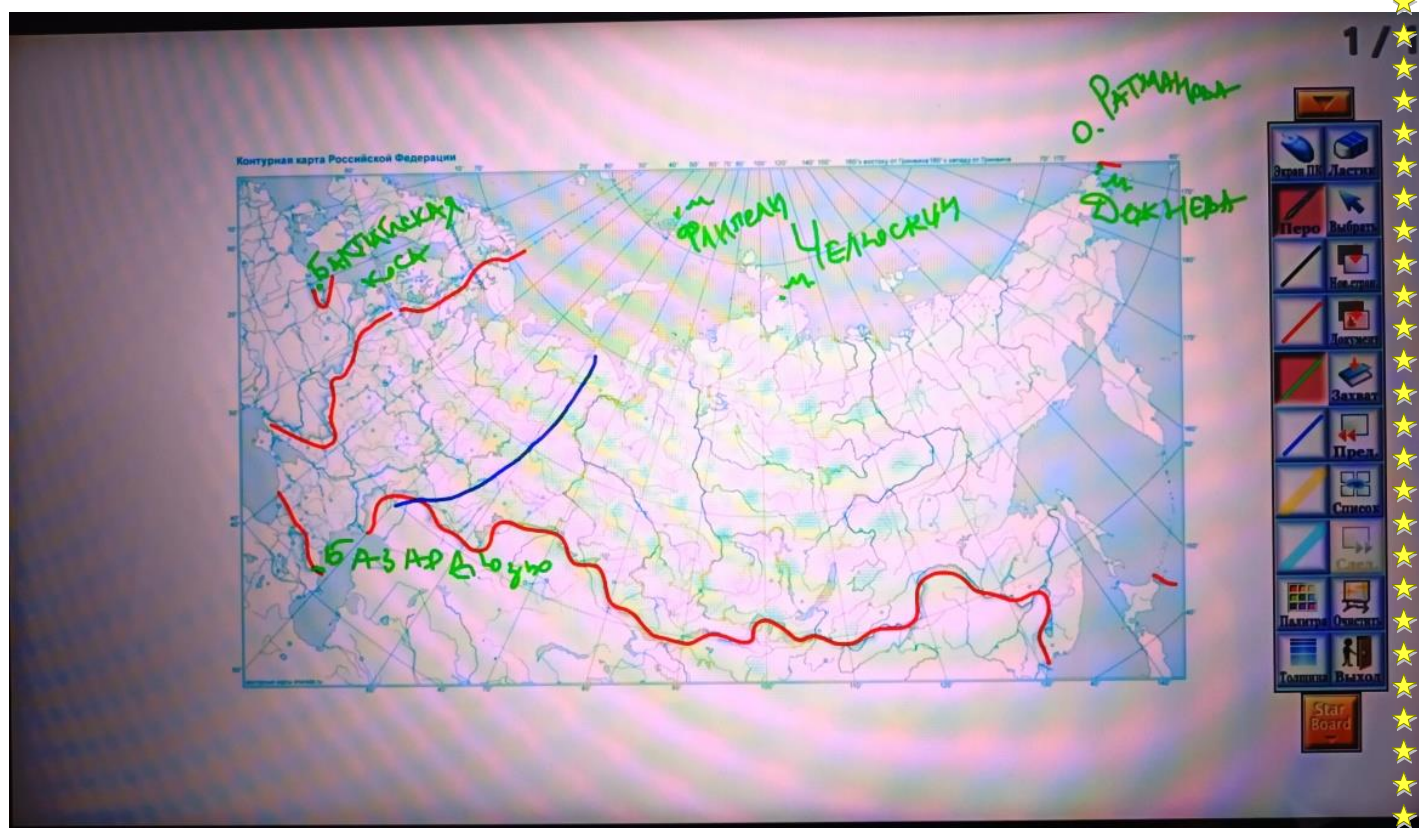 1 / 1
О. РАТМАНОВА
Контурная карта Российской Федерации
БАЛТИЙСКАЯ
КОСА
ФЛИГЕЛИ
ЧЕЛЮСКИН
ДЕЖНЕВА
БАЗАРДЮЗЮ
Экран ПК
Ластик
Перо
Выбрать
Нов.стран
Документ
Захват
Пред.
Список
След.
Палитра
Очистить
Толщина
Выход
Star
Board